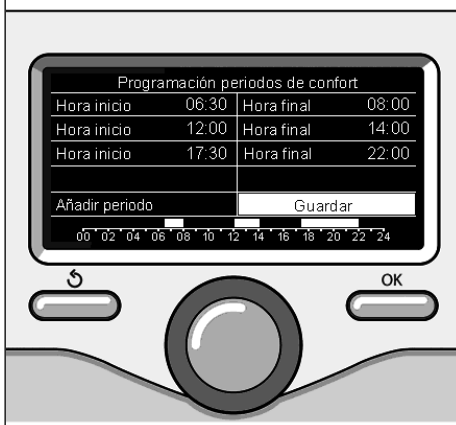 Programación periodos de confort
Hora inicio 06:30 Hora final 08:00
Hora inicio 12:00 Hora final 14:00
Hora inicio 17:30 Hora final 22:00
Añadir periodo Guardar
00 02 04 06 08 10 12 14 16 18 20 22 24
OK